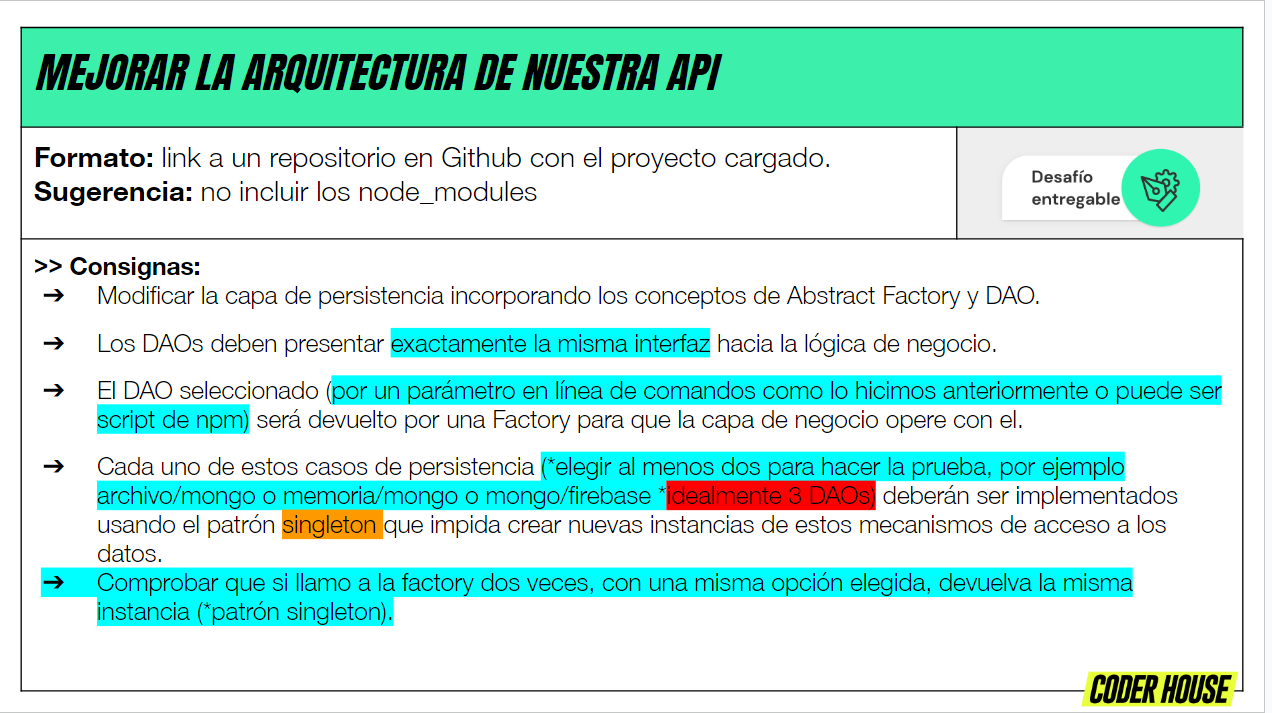 MEJORAR LA ARQUITECTURA DE NUESTRA API
Formato: link a un repositorio en Github con el proyecto cargado.
Sugerencia: no incluir los node_modules
Desafío
entregable
>> Consignas:
➔ Modificar la capa de persistencia incorporando los conceptos de Abstract Factory y DAO.
➔ Los DAOs deben presentar exactamente la misma interfaz hacia la lógica de negocio.
➔ El DAO seleccionado (por un parámetro en línea de comandos como lo hicimos anteriormente o puede ser
script de npm) será devuelto por una Factory para que la capa de negocio opere con el.
➔ Cada uno de estos casos de persistencia (*elegir al menos dos para hacer la prueba, por ejemplo
archivo/mongo o memoria/mongo o mongo/firebase *idealmente 3 DAOs) deberán ser implementados
usando el patrón singleton que impida crear nuevas instancias de estos mecanismos de acceso a los
datos.
➔ Comprobar que si llamo a la factory dos veces, con una misma opción elegida, devuelva la misma
instancia (*patrón singleton).
CODER HOUSE